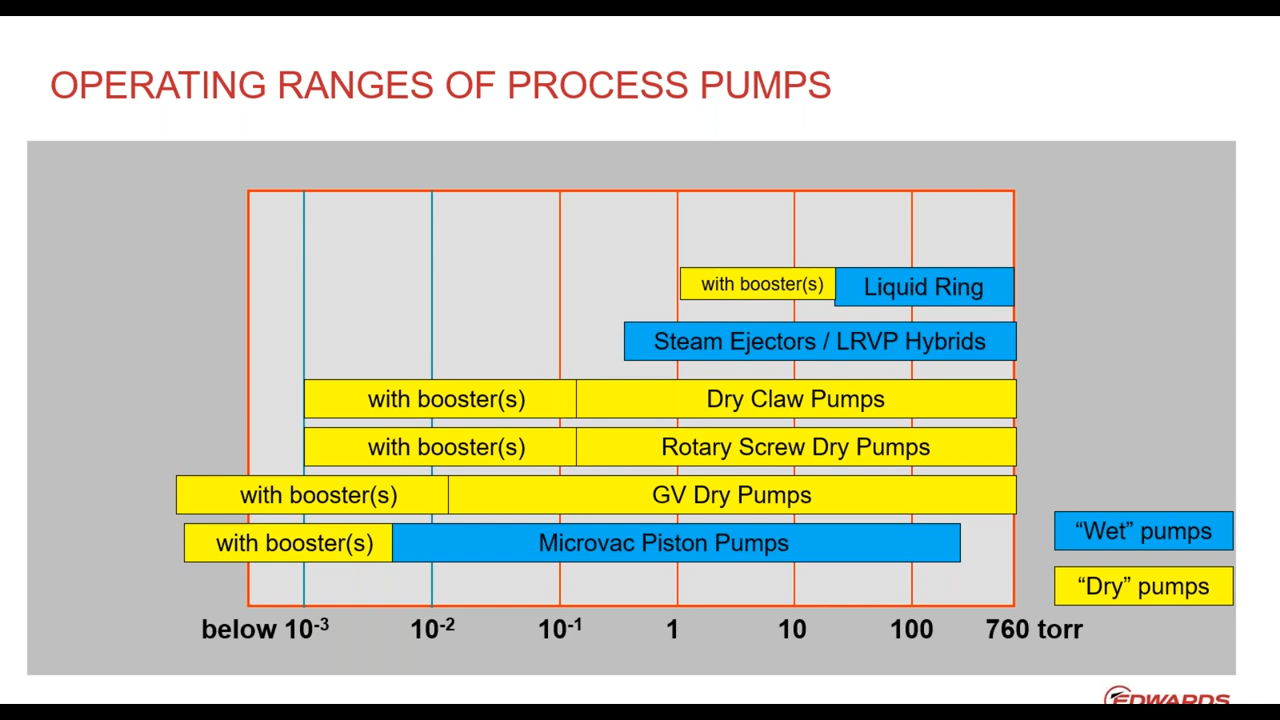 OPERATING RANGES OF PROCESS PUMPS
with booster(s) Liquid Ring
Steam Ejectors / LRVP Hybrids
with booster(s) Dry Claw Pumps
with booster(s) Rotary Screw Dry Pumps
with booster(s) GV Dry Pumps
with booster(s) Microvac Piston Pumps
“Wet” pumps
“Dry” pumps
below 10⁻³ 10⁻² 10⁻¹ 1 10 100 760 torr
EDWARDS